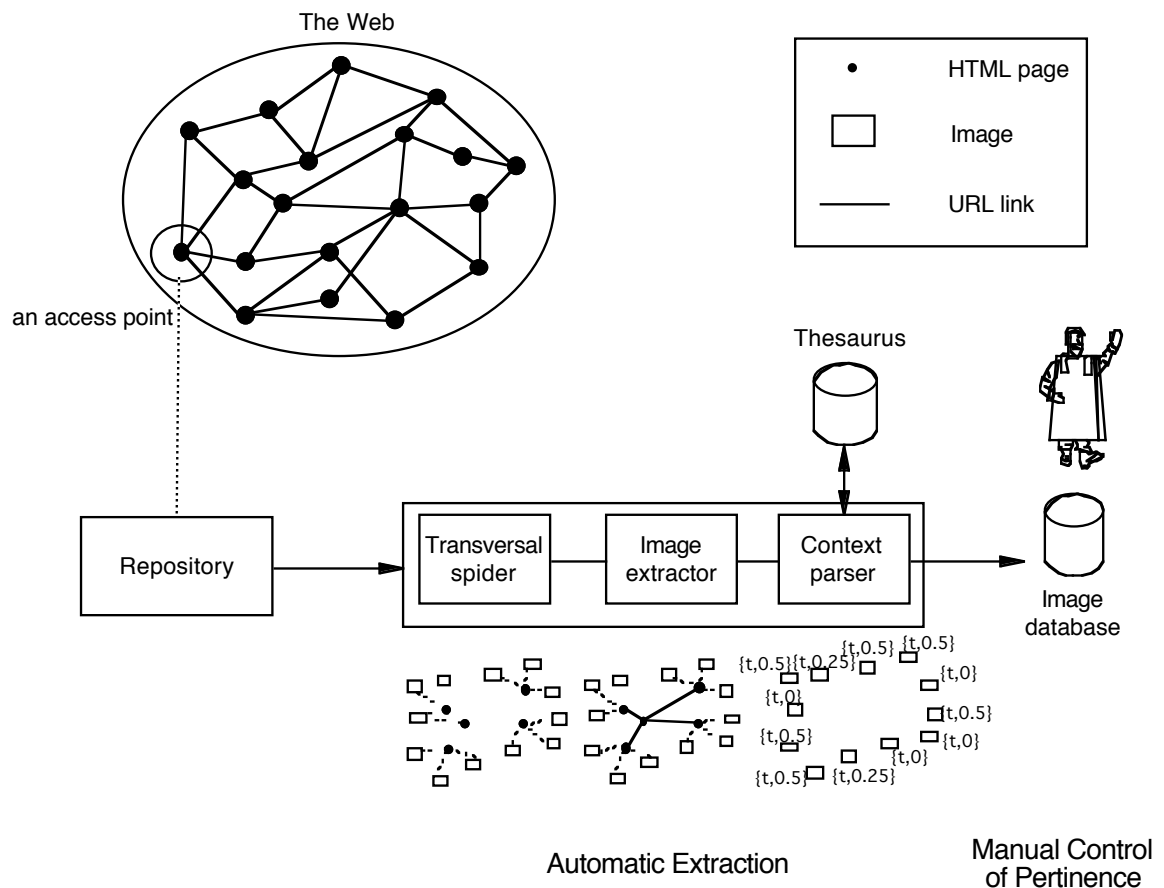 The Web
HTML page
Image
URL link
an access point
Thesaurus
Repository
Transversal
spider
Image
extractor
Context
parser
Image
database
{t,0.5}
{t,0.25}
{t,0.5}
{t,0.5}
{t,0}
{t,0}
{t,0.5}
{t,0.5}
{t,0}
{t,0}
{t,0.5}
{t,0.25}
Automatic Extraction
Manual Control
of Pertinence